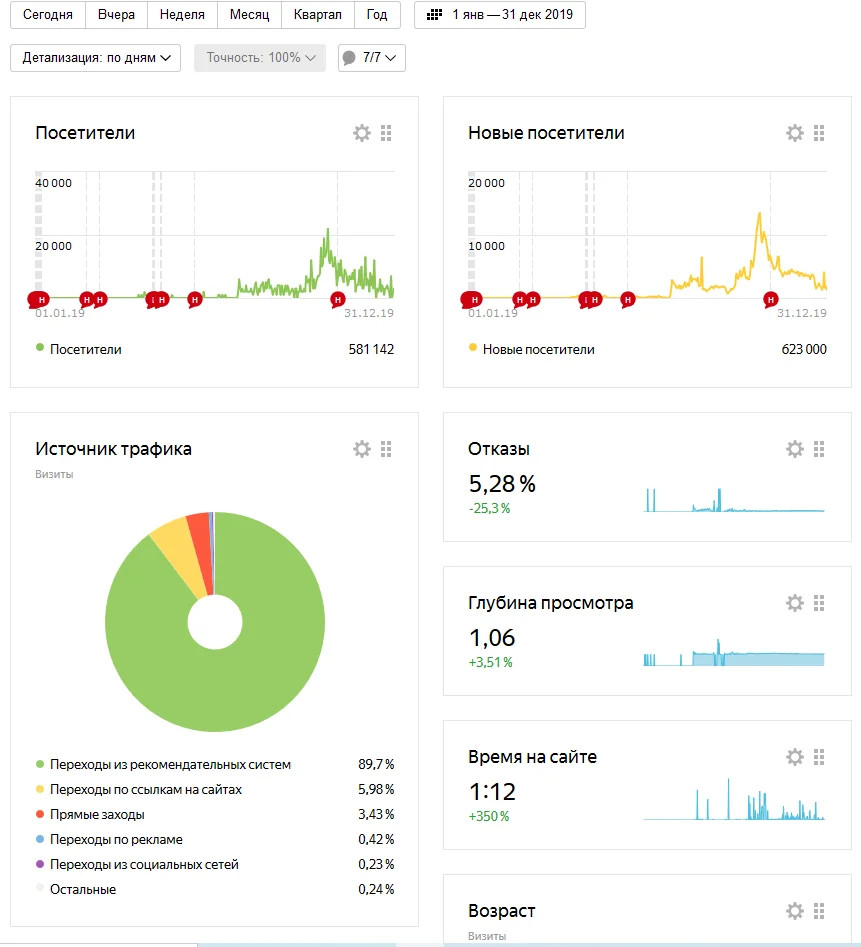 Сегодня Вчера Неделя Месяц Квартал Год 1 янв — 31 дек 2019
Детализация: по дням Точность: 100% 7/7
Посетители
40 000
20 000
Н Н Н I Н Н Н
01.01.19 31.12.19
Посетители 581 142
Новые посетители
20 000
10 000
Н Н Н I Н Н Н
01.01.19 31.12.19
Новые посетители 623 000
Источник трафика
Визиты
Переходы из рекомендательных систем 89,7 %
Переходы по ссылкам на сайтах 5,98 %
Прямые заходы 3,43 %
Переходы по рекламе 0,42 %
Переходы из социальных сетей 0,23 %
Остальные 0,24 %
Отказы
5,28 %
-25,3 %
Глубина просмотра
1,06
+3,51 %
Время на сайте
1:12
+350 %
Возраст
Визиты